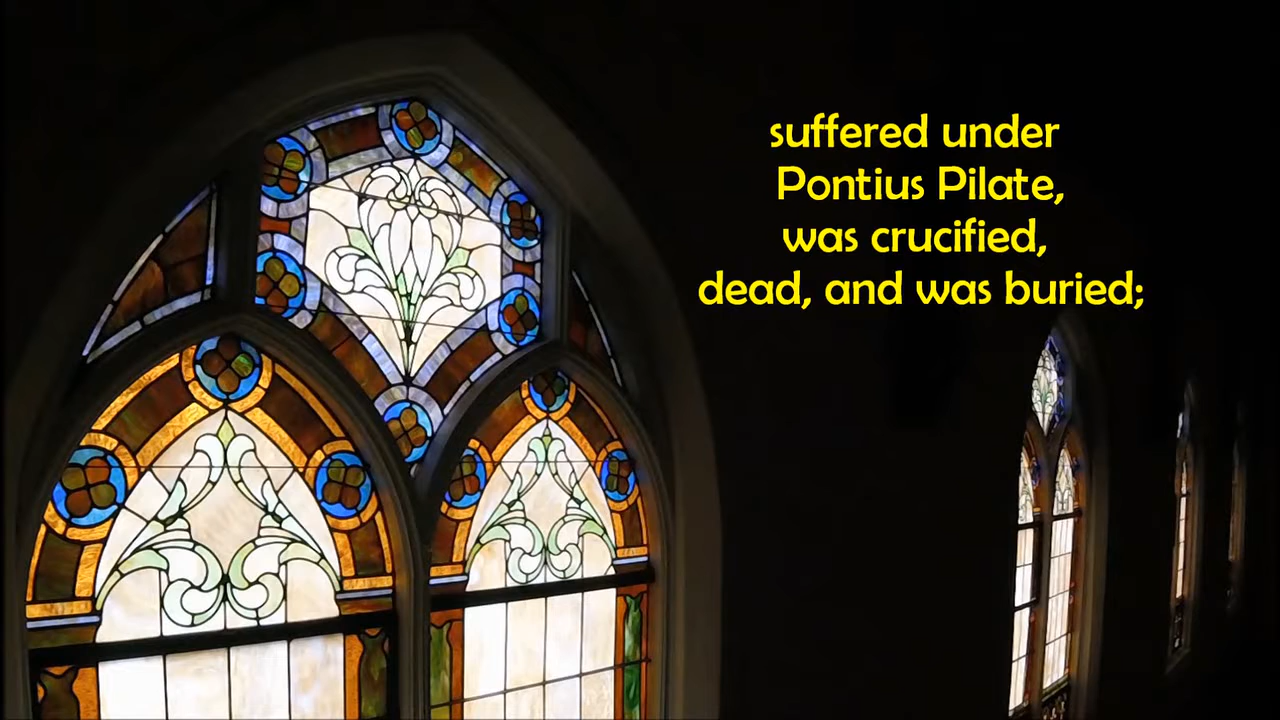 suffered under
Pontius Pilate,
was crucified,
dead, and was buried;